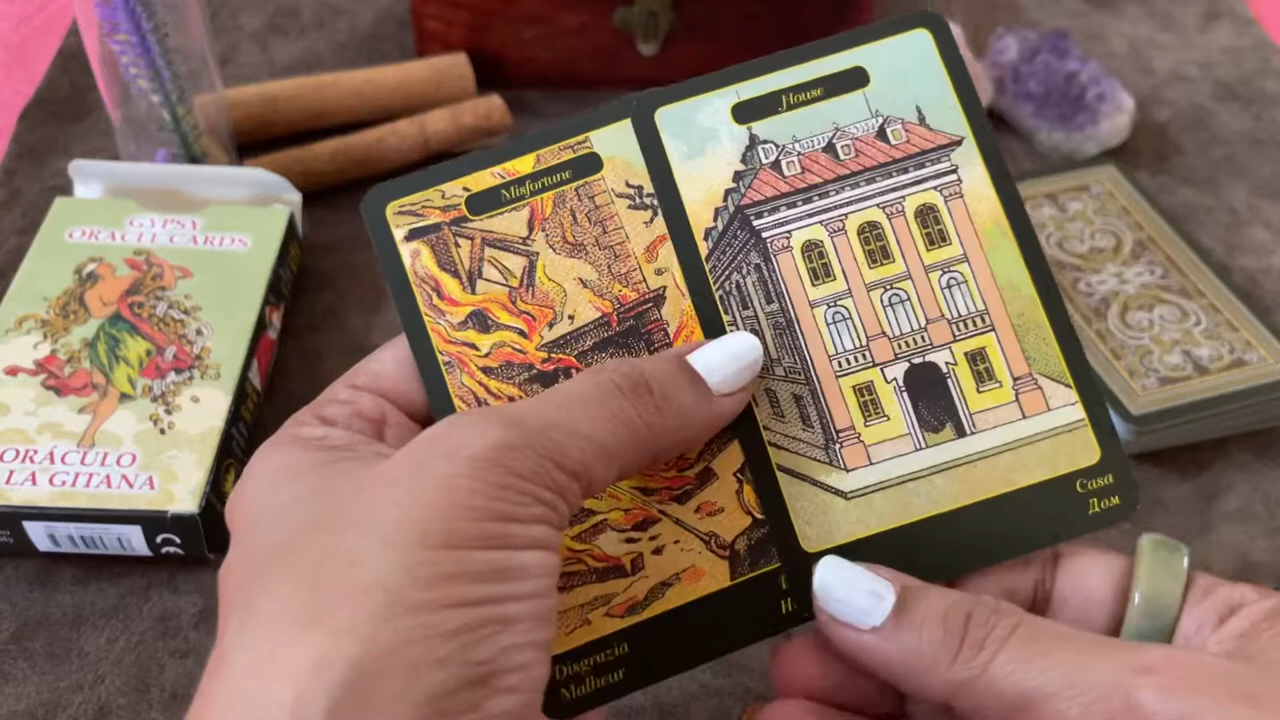 GYPSY
ORACLE CARDS
ORÁCULO
LA GITANA
Misfortune
Disgrazia
Malheur
House
Casa
Дом